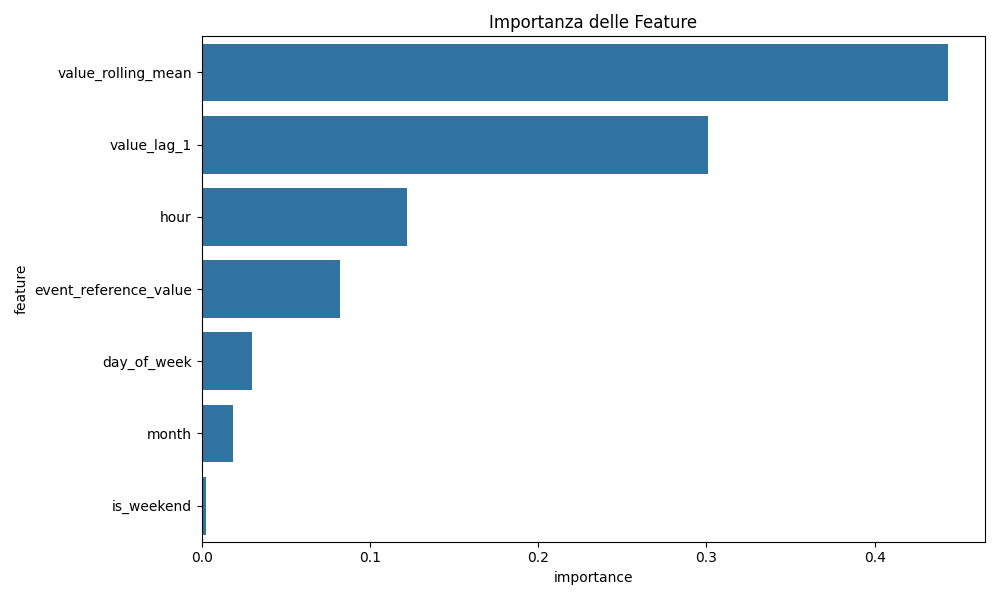 Importanza delle Feature
feature
value_rolling_mean
value_lag_1
hour
event_reference_value
day_of_week
month
is_weekend
0.0 0.1 0.2 0.3 0.4
importance